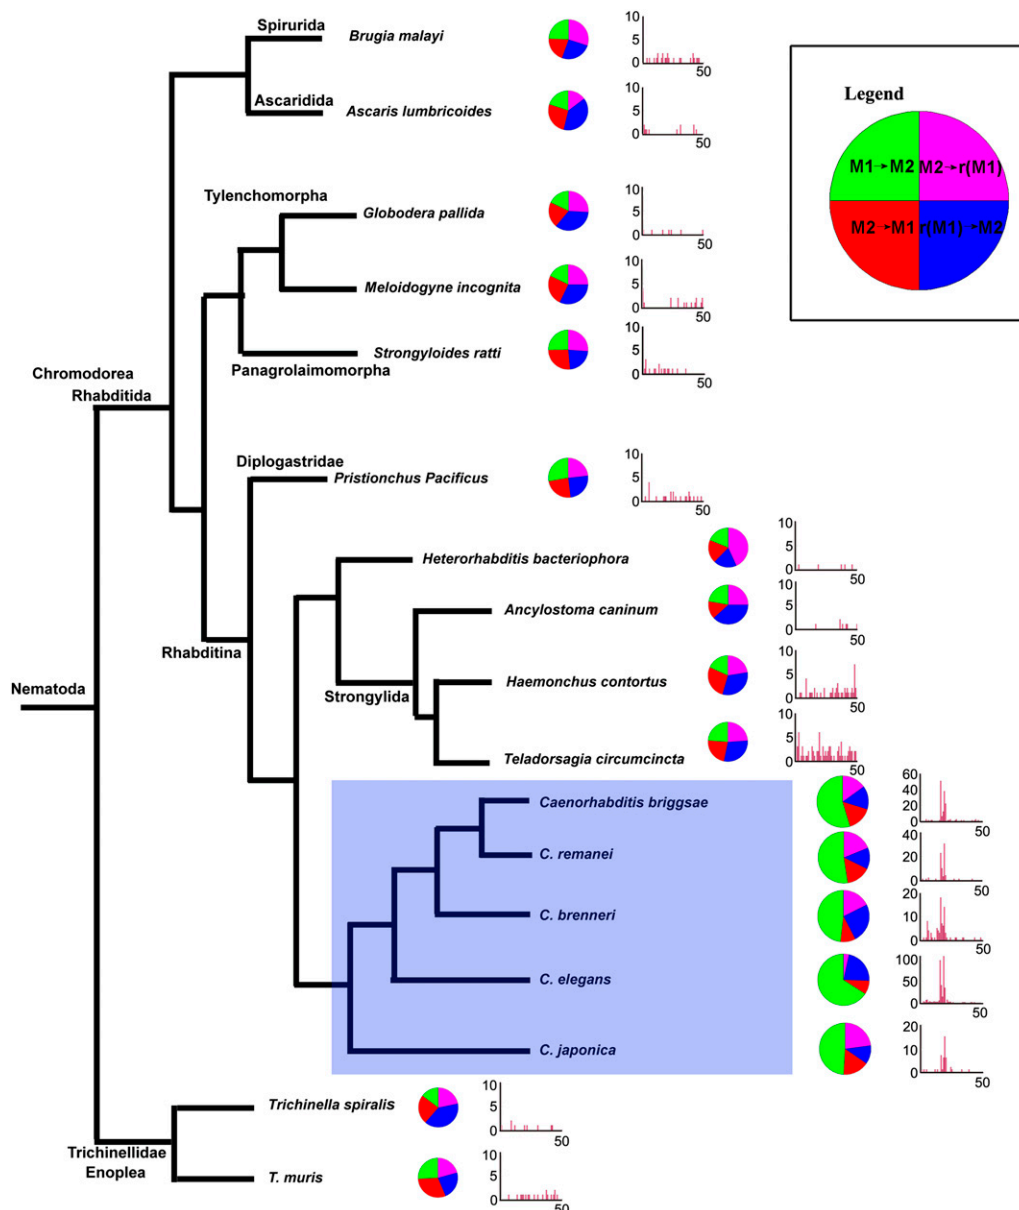 Spirurida
Brugia malayi
10
5
0
50
Ascaridida
Ascaris lumbricoides
10
5
0
50
Legend
M1→M2 M2→r(M1)
M2→M1 r(M1)→M2
Tylenchomorpha
Globodera pallida
10
5
0
50
Meloidogyne incognita
10
5
0
50
Strongyloides ratti
10
5
0
50
Panagrolaimomorpha
Chromodorea
Rhabditida
Diplogastridae
Pristionchus Pacificus
10
5
0
50
Heterorhabditis bacteriophora
10
5
0
50
Ancylostoma caninum
10
5
0
50
Rhabditina
Nematoda
Strongylida
Haemonchus contortus
10
5
0
50
Teladorsagia circumcincta
10
5
0
50
Caenorhabditis briggsae
60
40
20
0
50
C. remanei
40
20
0
50
C. brenneri
20
10
0
50
C. elegans
100
50
0
50
C. japonica
20
10
0
50
Trichinella spiralis
10
5
0
50
Trichinellidae
Enoplea
T. muris
10
5
0
50